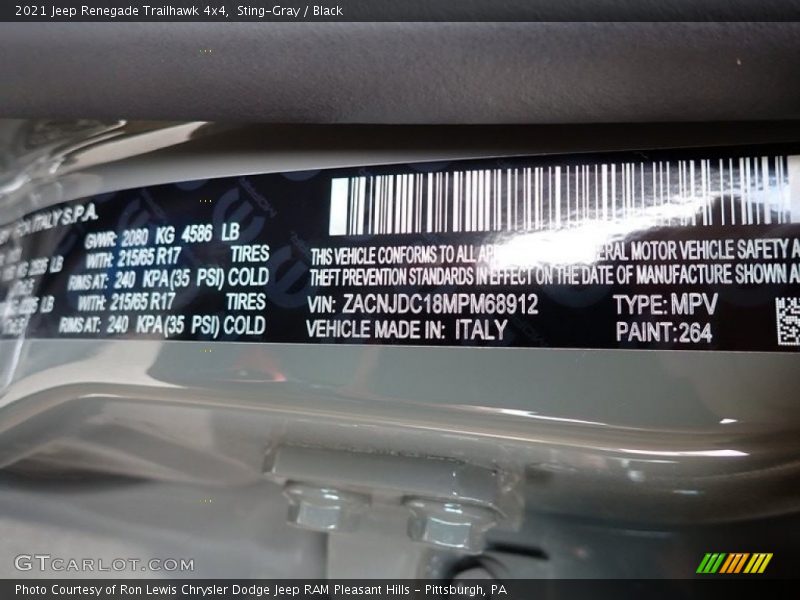 2021 Jeep Renegade Trailhawk 4x4,  Sting-Gray / Black
ITALY S.P.A.
GWR: 2080 KG 4586 LB
WITH: 215/65 R17 TIRES
RIMS AT: 240 KPA(35 PSI) COLD
WITH: 215/65 R17 TIRES
RIMS AT: 240 KPA(35 PSI) COLD
LB
LB
THIS VEHICLE CONFORMS TO ALL MOTOR VEHICLE SAFETY
THEFT PREVENTION STANDARDS IN EFFECT ON THE DATE OF MANUFACTURE SHOWN
VIN: ZACNJDC18MPM68912 TYPE: MPV
VEHICLE MADE IN: ITALY PAINT:264
GTCARLOT.COM
Photo Courtesy of Ron Lewis Chrysler Dodge Jeep RAM Pleasant Hills - Pittsburgh, PA